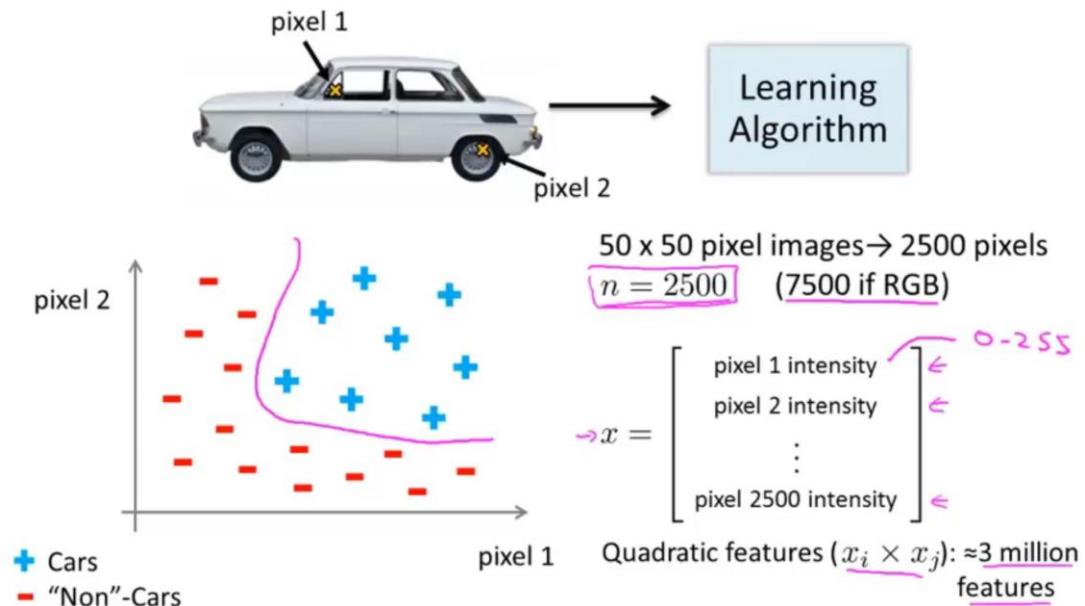 pixel 1
Learning
Algorithm
pixel 2
50 x 50 pixel images→ 2500 pixels
n = 2500 (7500 if RGB)
pixel 2
0-255
pixel 1 intensity
pixel 2 intensity
⋮
pixel 2500 intensity
x =
pixel 1
Cars
"Non"-Cars
Quadratic features (xᵢ × xⱼ): ≈3 million
features